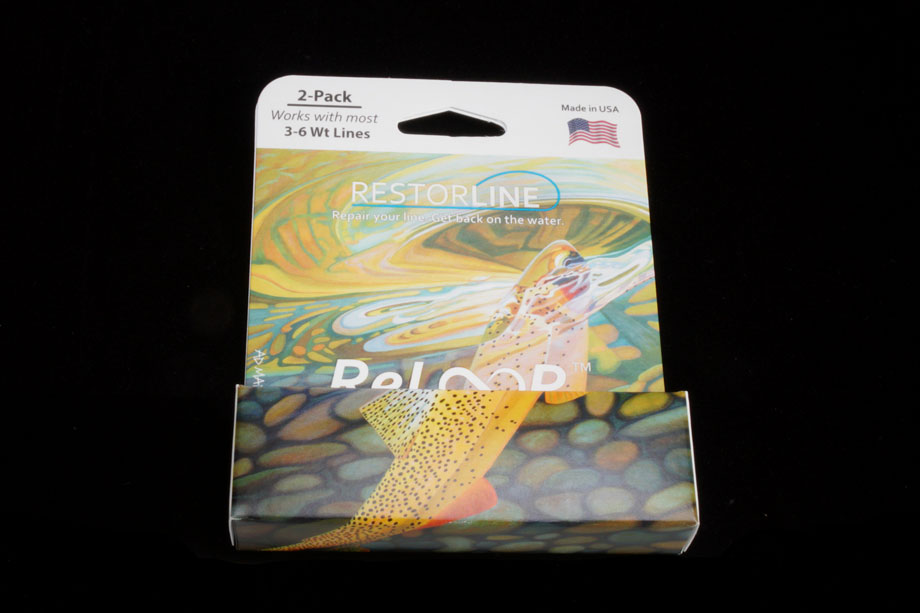 2-Pack
Works with most
3-6 Wt Lines
Made in USA
RESTORLINE
Repair your line. Get back on the water.
ReLOOP™